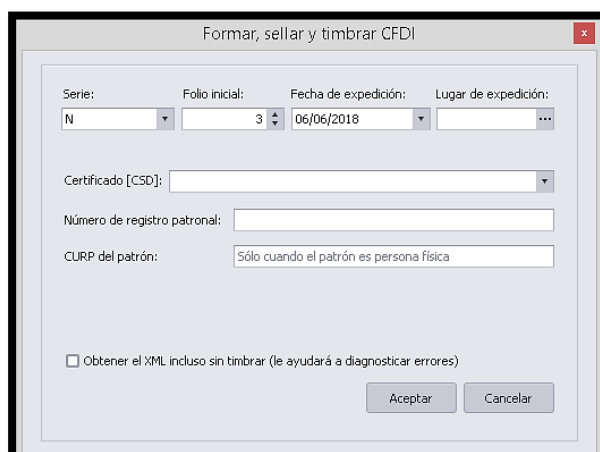 Formar, sellar y timbrar CFDI
x
Serie: Folio inicial: Fecha de expedición: Lugar de expedición:
N 3 06/06/2018 ...
Certificado [CSD]:
Número de registro patronal:
CURP del patrón: Sólo cuando el patrón es persona física
Obtener el XML incluso sin timbrar (le ayudará a diagnosticar errores)
Aceptar Cancelar